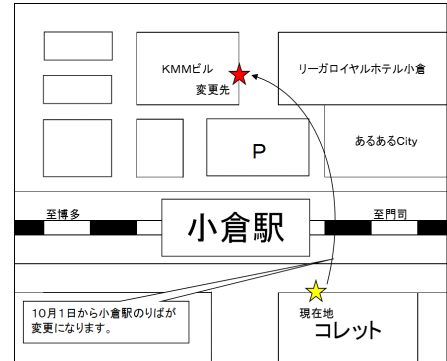 KMMビル
変更先
リーガロイヤルホテル小倉
P
あるあるCity
至博多
小倉駅
至門司
10月1日から小倉駅のりばが
変更になります。
現在地
コレット